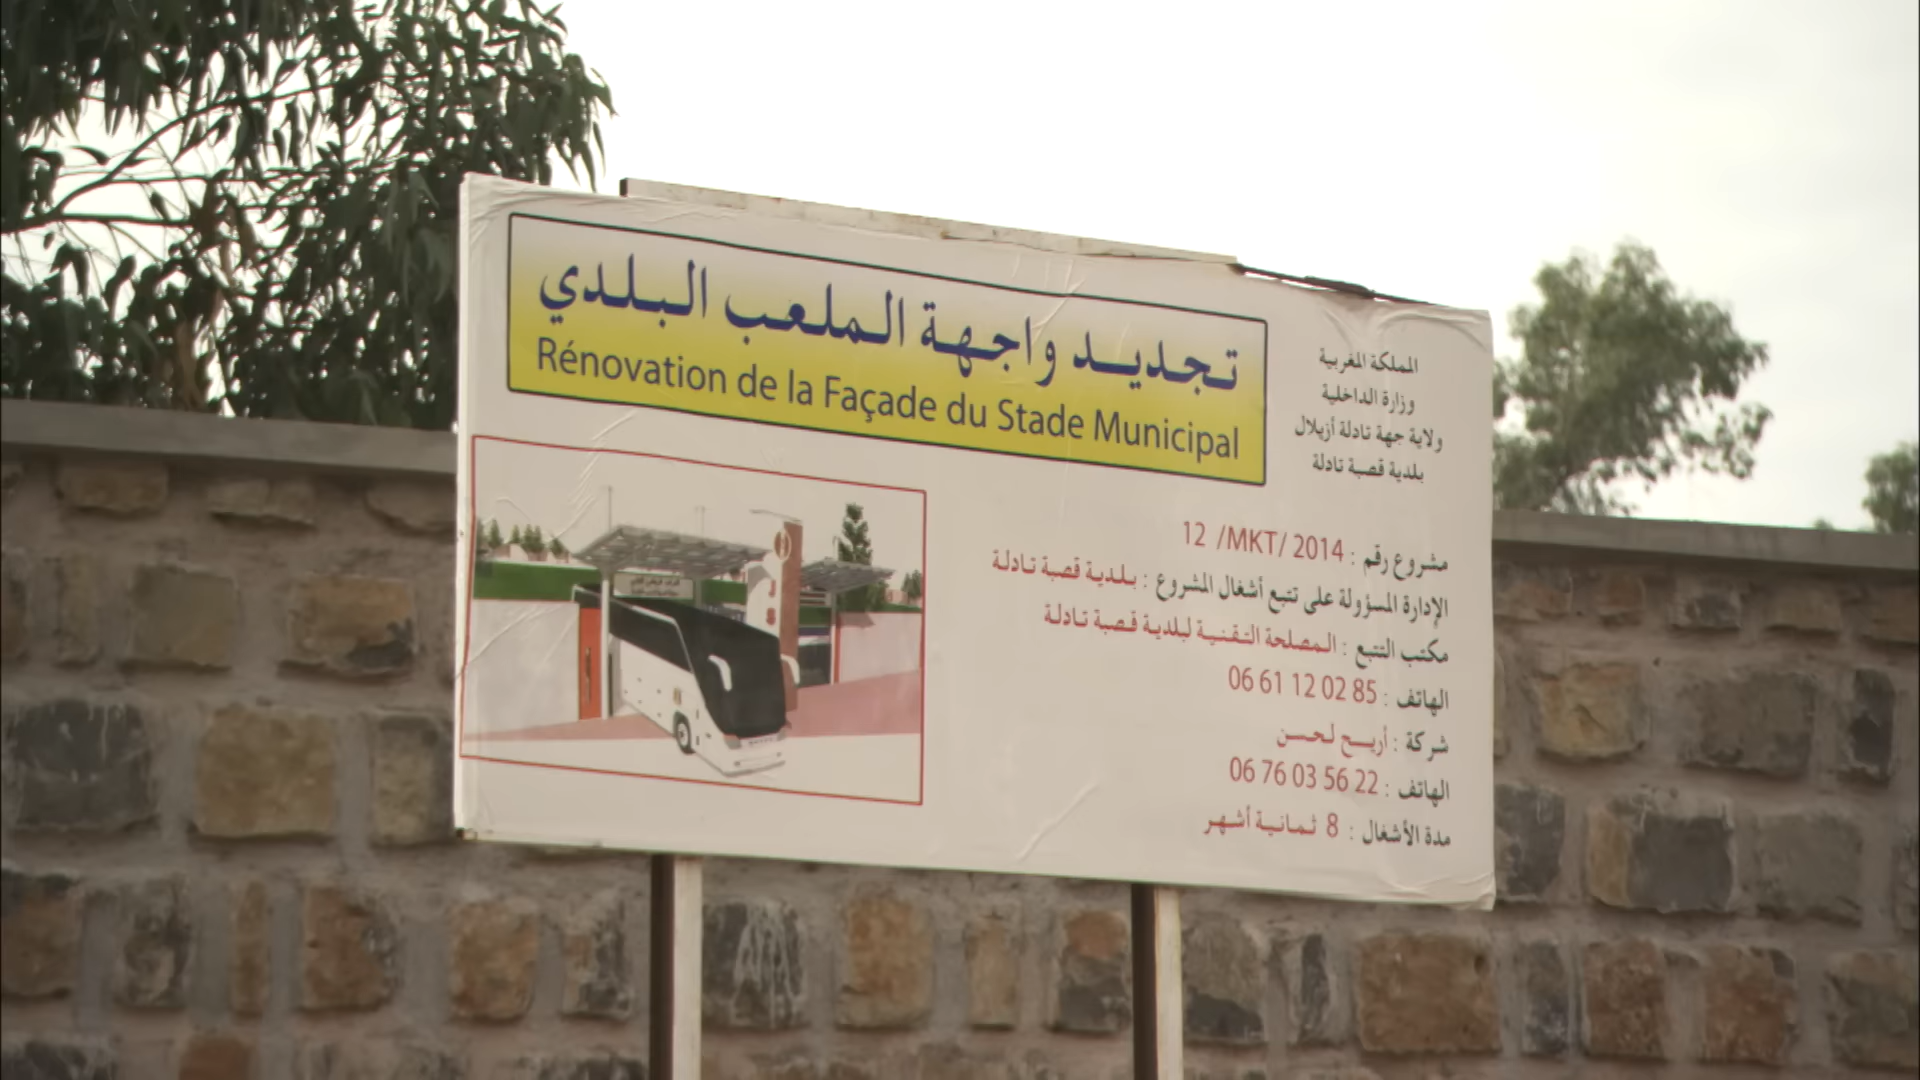 تجديد واجهة الملعب البلدي
Rénovation de la Façade du Stade Municipal
المملكة المغربية
وزارة الداخلية
ولاية جهة تادلة أزيلال
بلدية قصبة تادلة
مشروع رقم : 12 /MKT/ 2014
الإدارة المسؤولة على تتبع أشغال المشروع : بلدية قصبة تادلة
مكتب التتبع : المصلحة التقنية لبلدية قصبة تادلة
الهاتف : 06 61 12 02 85
شركة : أربح لحسن
الهاتف : 06 76 03 56 22
مدة الأشغال : 8 ثمانية أشهر